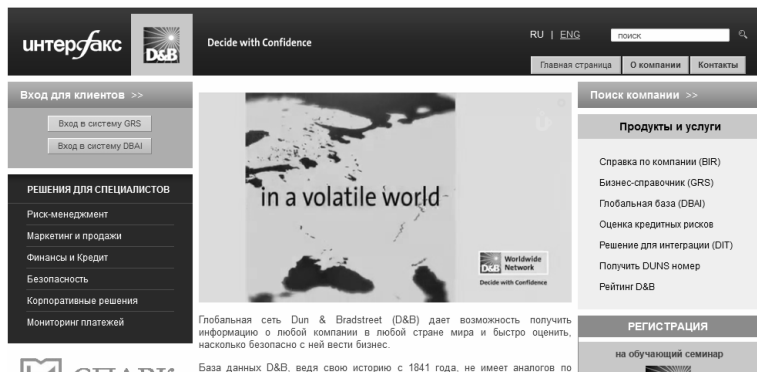 интерфакс
D&B
Decide with Confidence
RU | ENG
поиск
Главная страница
О компании
Контакты
Вход для клиентов >>
Вход в систему GRS
Вход в систему DBAI
РЕШЕНИЯ ДЛЯ СПЕЦИАЛИСТОВ
Риск-менеджмент
Маркетинг и продажи
Финансы и Кредит
Безопасность
Корпоративные решения
Мониторинг платежей
in a volatile world
D&B
Worldwide
Network
Decide with Confidence
Глобальная сеть Dun & Bradstreet (D&B) дает возможность получить
информацию о любой компании в любой стране мира и быстро оценить,
насколько безопасно с ней вести бизнес.
База данных D&B, ведя свою историю с 1841 года, не имеет аналогов по
Поиск компании >>
Продукты и услуги
Справка по компании (BIR)
Бизнес-справочник (GRS)
Глобальная база (DBAI)
Оценка кредитных рисков
Решение для интеграции (DIT)
Получить DUNS номер
Рейтинг D&B
РЕГИСТРАЦИЯ
на обучающий семинар
СПАРК